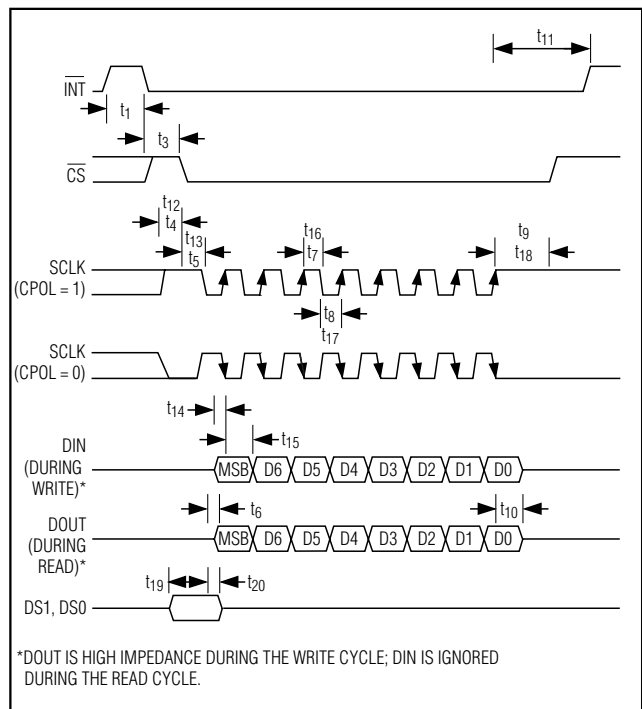 t11
INT
t1
t3
CS
t12
t4
t13
t5
t16
t7
t9
t18
SCLK
(CPOL = 1)
t8
t17
SCLK
(CPOL = 0)
t14
t15
DIN
(DURING
WRITE)*
MSB D6 D5 D4 D3 D2 D1 D0
t6
t10
DOUT
(DURING
READ)*
MSB D6 D5 D4 D3 D2 D1 D0
t19
t20
DS1, DS0
*DOUT IS HIGH IMPEDANCE DURING THE WRITE CYCLE; DIN IS IGNORED
DURING THE READ CYCLE.